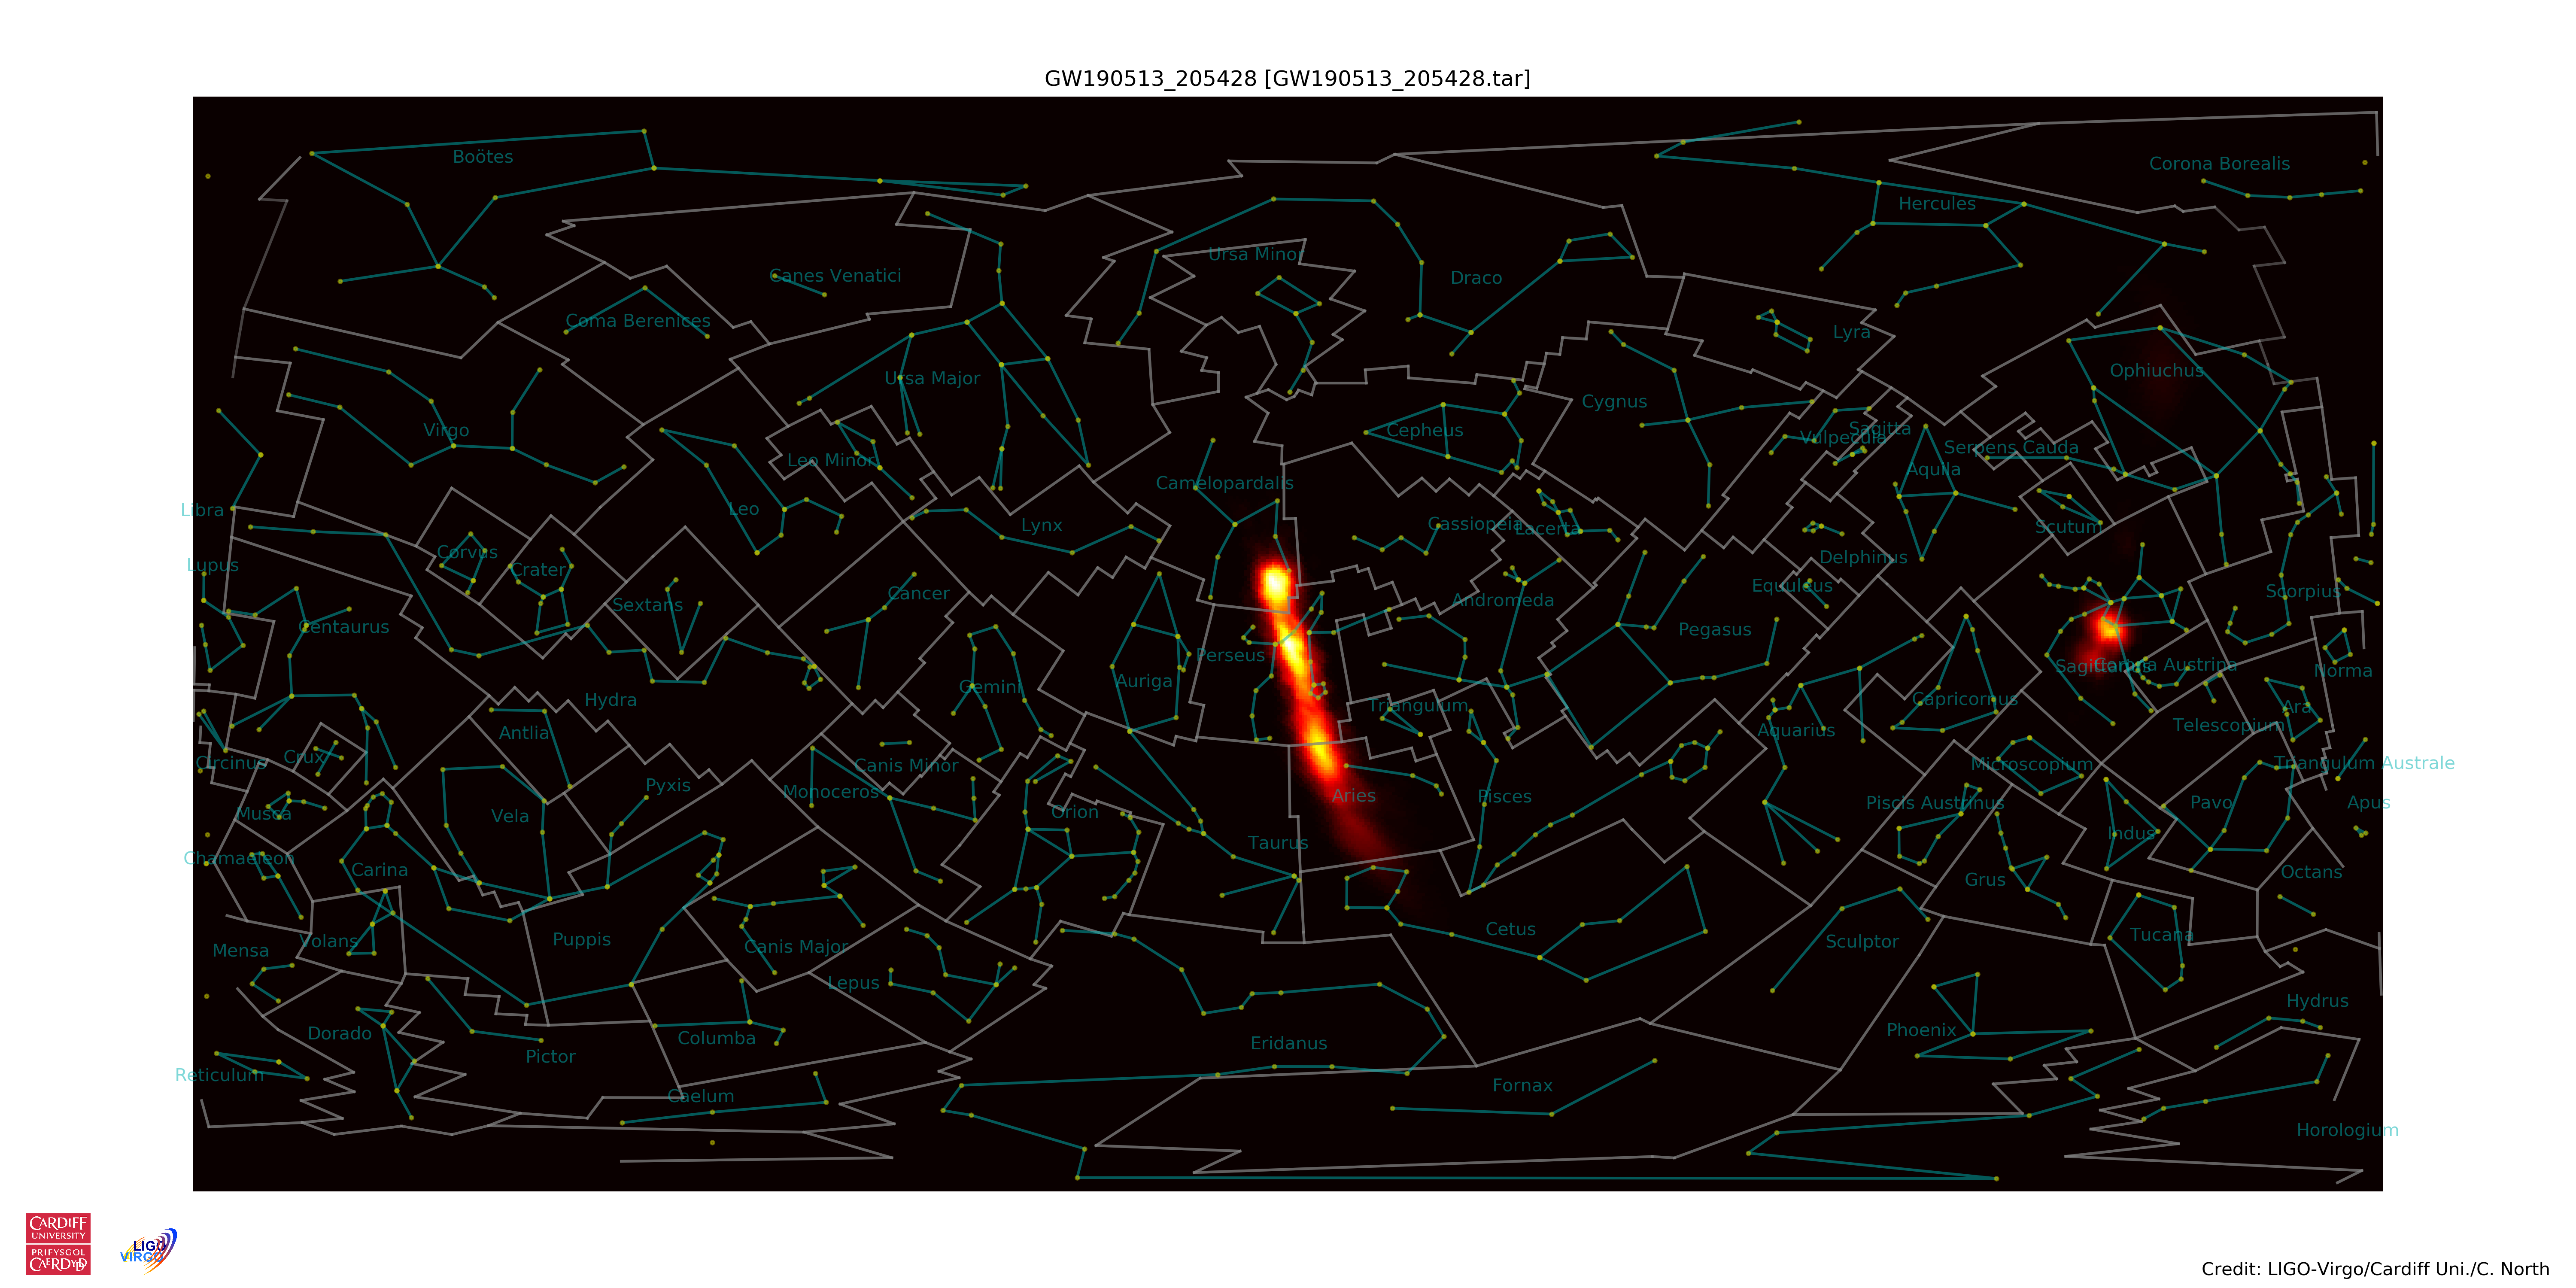 GW190513_205428 [GW190513_205428.tar]
Boötes
Corona Borealis
Hercules
Ursa Minor
Canes Venatici
Draco
Coma Berenices
Lyra
Ophiuchus
Ursa Major
Cygnus
Virgo
Cepheus
Sagitta
Vulpecula
Serpens Cauda
Leo Minor
Aquila
Camelopardalis
Leo
Libra
Lynx
Cassiopeia
Lacerta
Scutum
Corvus
Delphinus
Lupus
Crater
Equuleus
Scorpius
Cancer
Andromeda
Sextans
Centaurus
Pegasus
Perseus
Sagittarius
Corona Austrina
Norma
Auriga
Gemini
Hydra
Capricornus
Triangulum
Ara
Telescopium
Antlia
Aquarius
Crux
Circinus
Canis Minor
Microscopium
Triangulum Australe
Pyxis
Monoceros
Aries
Pisces
Piscis Austrinus
Pavo
Apus
Musca
Vela
Orion
Indus
Taurus
Chamaeleon
Carina
Grus
Octans
Cetus
Tucana
Puppis
Volans
Sculptor
Canis Major
Mensa
Lepus
Hydrus
Phoenix
Dorado
Columba
Eridanus
Pictor
Reticulum
Fornax
Caelum
Horologium
CARDIFF
UNIVERSITY
PRIFYSGOL
CAERDYDD
LIGO
VIRGO
Credit: LIGO-Virgo/Cardiff Uni./C. North